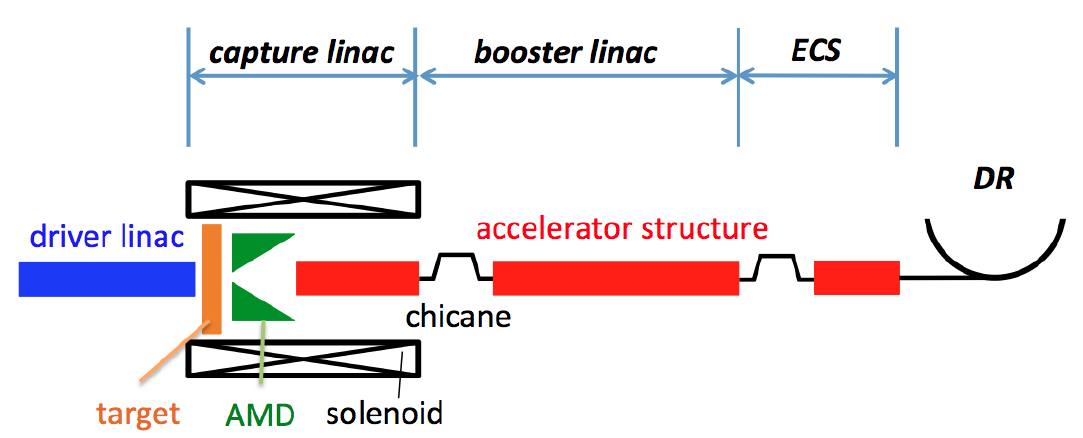 capture linac
booster linac
ECS
DR
driver linac
accelerator structure
chicane
target
AMD
solenoid